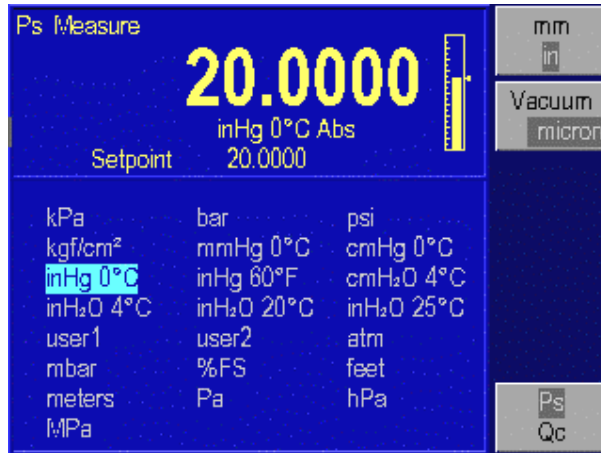 Ps Measure
20.0000
inHg 0°C Abs
Setpoint 20.0000
kPa bar psi
kgf/cm² mmHg 0°C cmHg 0°C
inHg 0°C inHg 60°F cmH₂O 4°C
inH₂O 4°C inH₂O 20°C inH₂O 25°C
user1 user2 atm
mbar %FS feet
meters Pa hPa
MPa
mm
in
Vacuum
micron
Ps
Qc